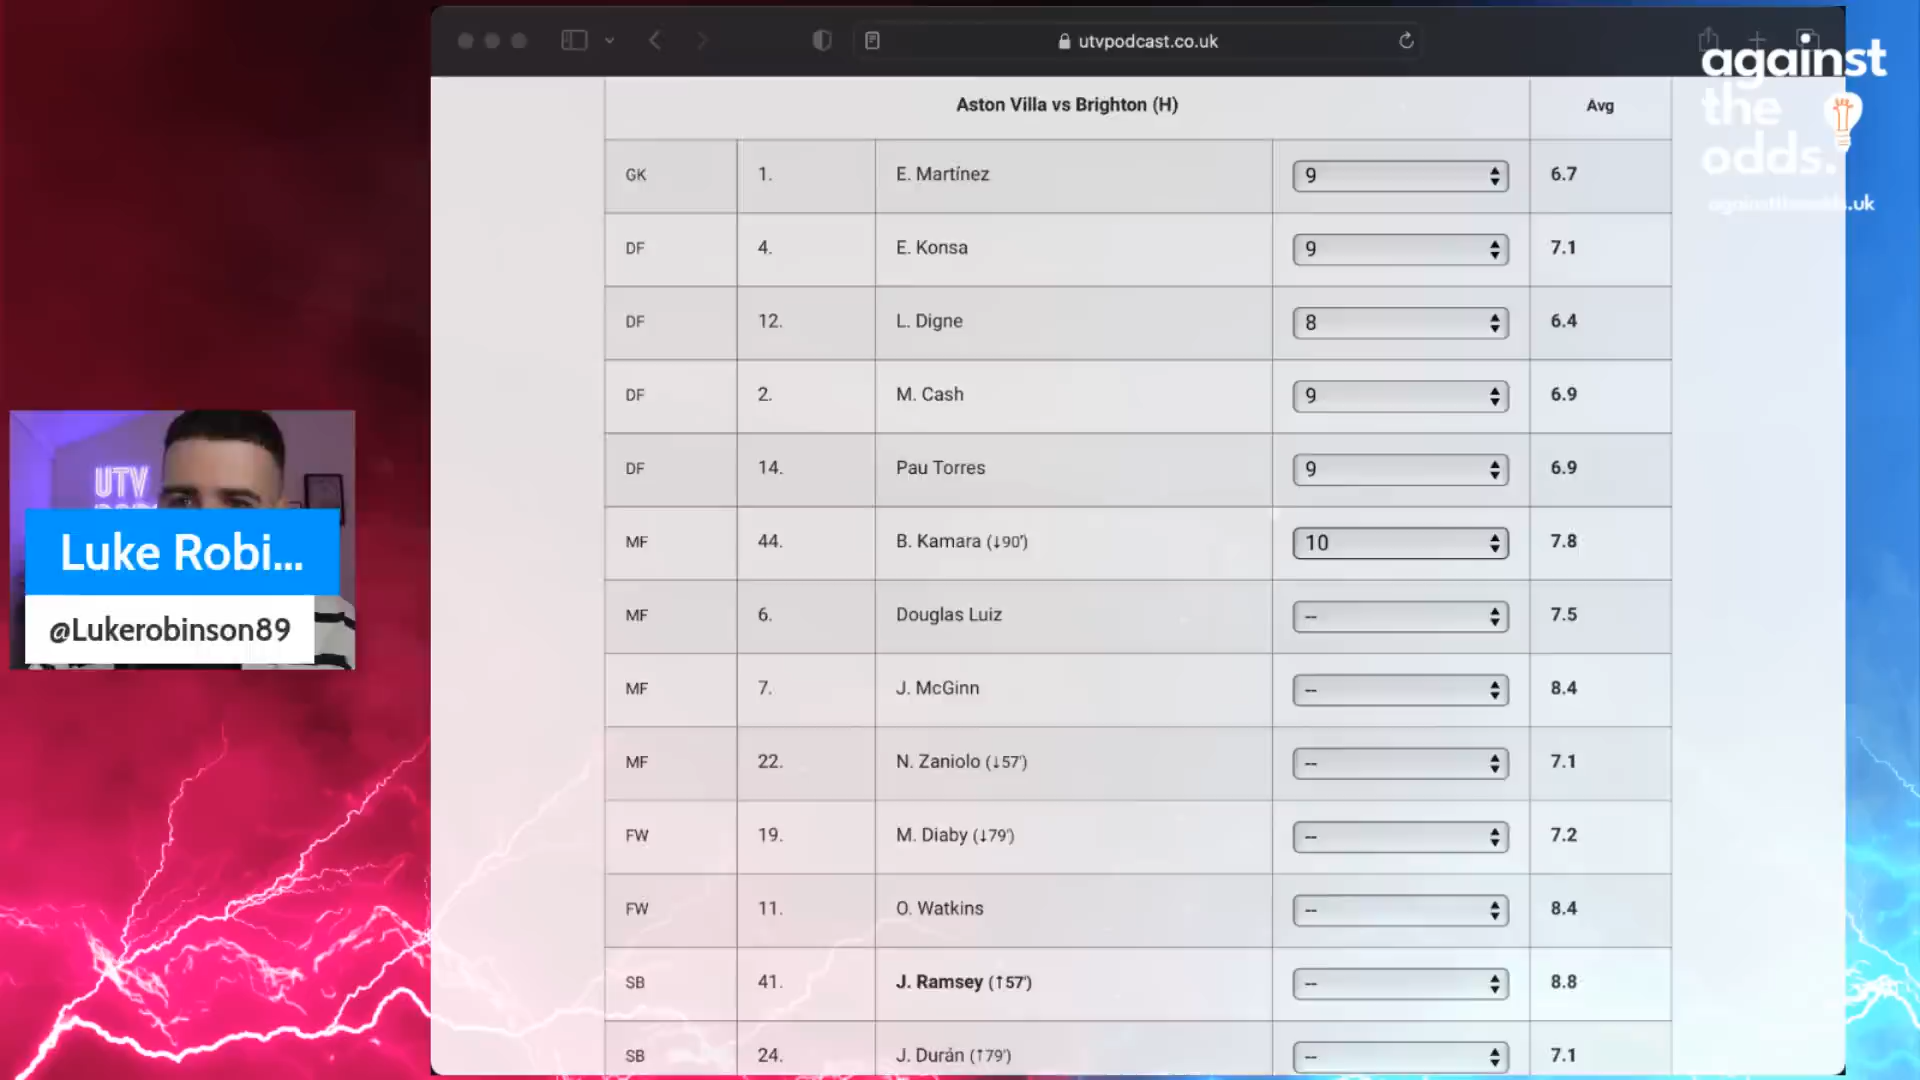 utvpodcast.co.uk
against
the
odds.
Aston Villa vs Brighton (H) Avg
GK 1. E. Martínez 9 6.7
DF 4. E. Konsa 9 7.1
DF 12. L. Digne 8 6.4
DF 2. M. Cash 9 6.9
DF 14. Pau Torres 9 6.9
MF 44. B. Kamara (↓90') 10 7.8
MF 6. Douglas Luiz -- 7.5
MF 7. J. McGinn -- 8.4
MF 22. N. Zaniolo (↓57') -- 7.1
FW 19. M. Diaby (↓79') -- 7.2
FW 11. O. Watkins -- 8.4
SB 41. J. Ramsey (↑57') -- 8.8
SB 24. J. Durán (↑79') -- 7.1
UTV
Luke Robi...
@Lukerobinson89